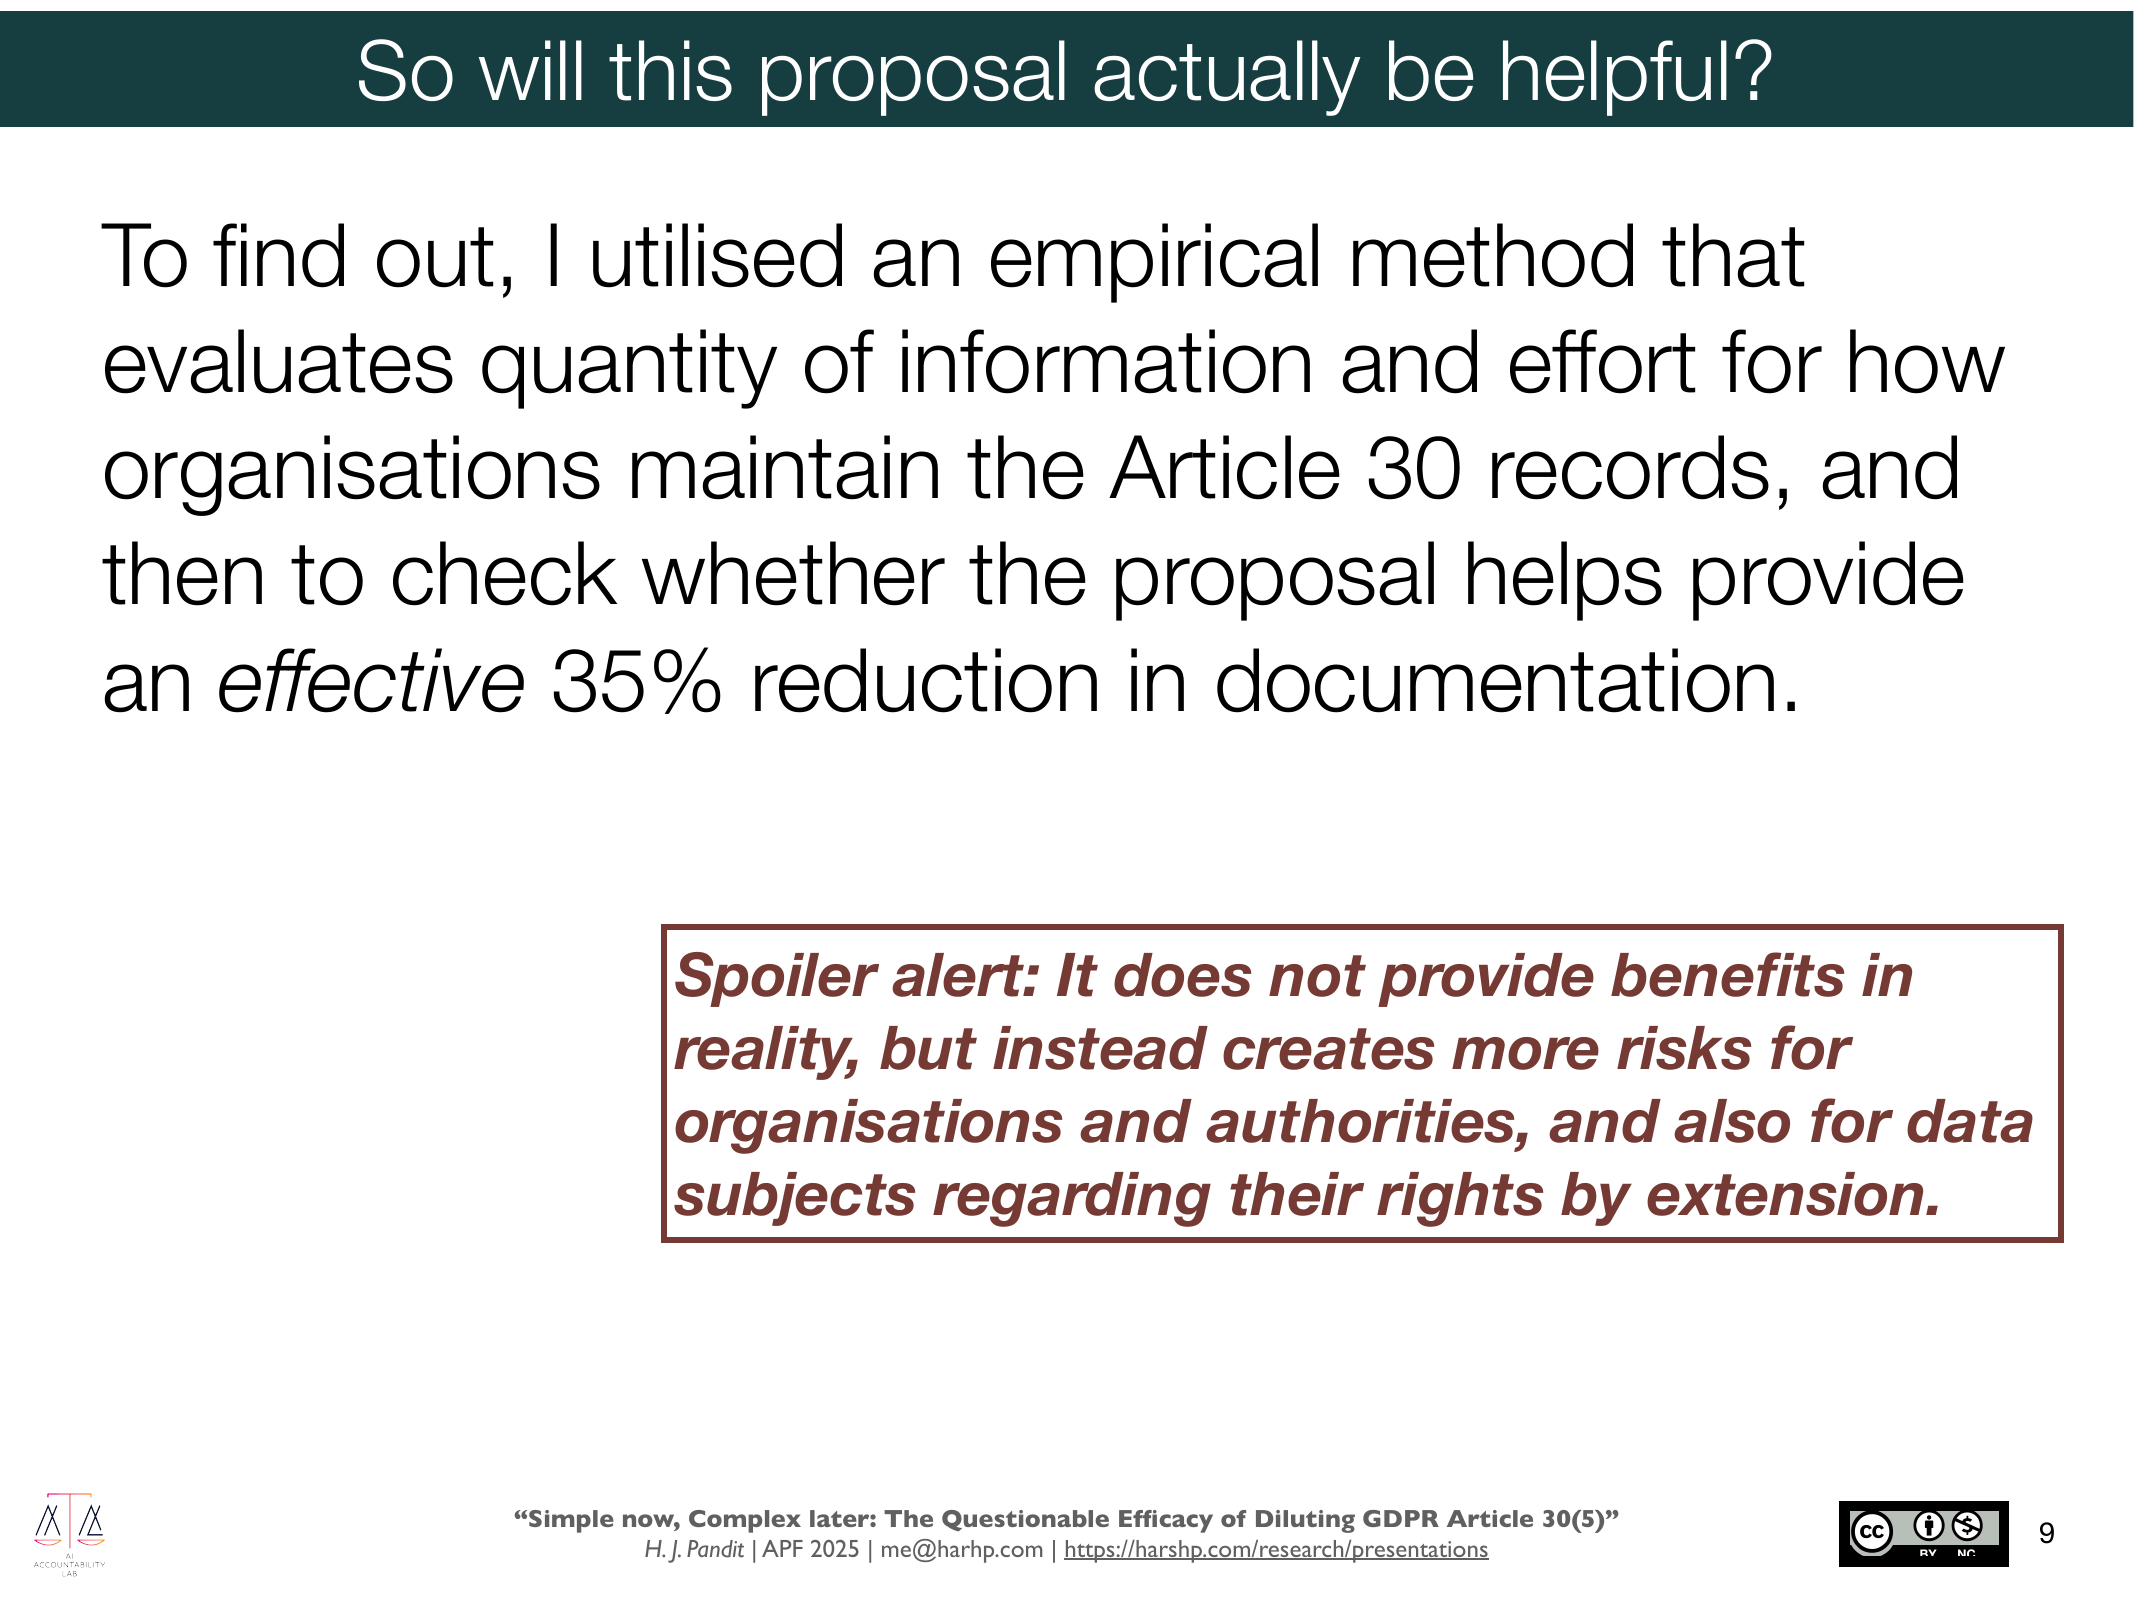 So will this proposal actually be helpful?
To find out, I utilised an empirical method that
evaluates quantity of information and effort for how
organisations maintain the Article 30 records, and
then to check whether the proposal helps provide
an effective 35% reduction in documentation.
Spoiler alert: It does not provide benefits in
reality, but instead creates more risks for
organisations and authorities, and also for data
subjects regarding their rights by extension.
AI
ACCOUNTABILITY
LAB
“Simple now, Complex later: The Questionable Efficacy of Diluting GDPR Article 30(5)”
H. J. Pandit | APF 2025 | me@harhp.com | https://harshp.com/research/presentations
cc
BY NC
9